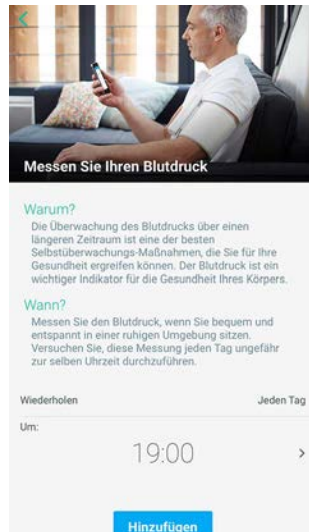 Messen Sie Ihren Blutdruck
Warum?
Die Überwachung des Blutdrucks über einen
längeren Zeitraum ist eine der besten
Selbstüberwachungs-Maßnahmen, die Sie für Ihre
Gesundheit ergreifen können. Der Blutdruck ist ein
wichtiger Indikator für die Gesundheit Ihres Körpers.
Wann?
Messen Sie den Blutdruck, wenn Sie bequem und
entspannt in einer ruhigen Umgebung sitzen.
Versuchen Sie, diese Messung jeden Tag ungefähr
zur selben Uhrzeit durchzuführen.
Wiederholen Jeden Tag
Um:
19:00
Hinzufügen